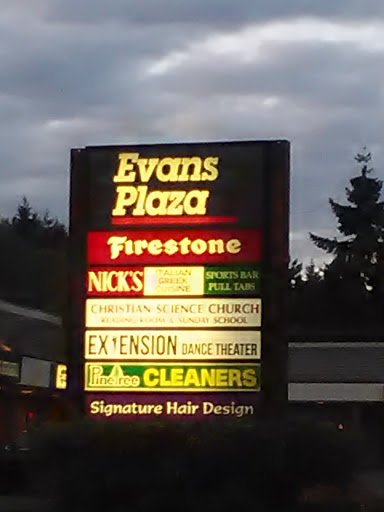 Evans
Plaza
Firestone
NICK'S ITALIAN GREEK CUISINE SPORTS BAR PULL TABS
CHRISTIAN SCIENCE CHURCH
READING ROOM & SUNDAY SCHOOL
EXTENSION DANCE THEATER
PineTree CLEANERS
Signature Hair Design